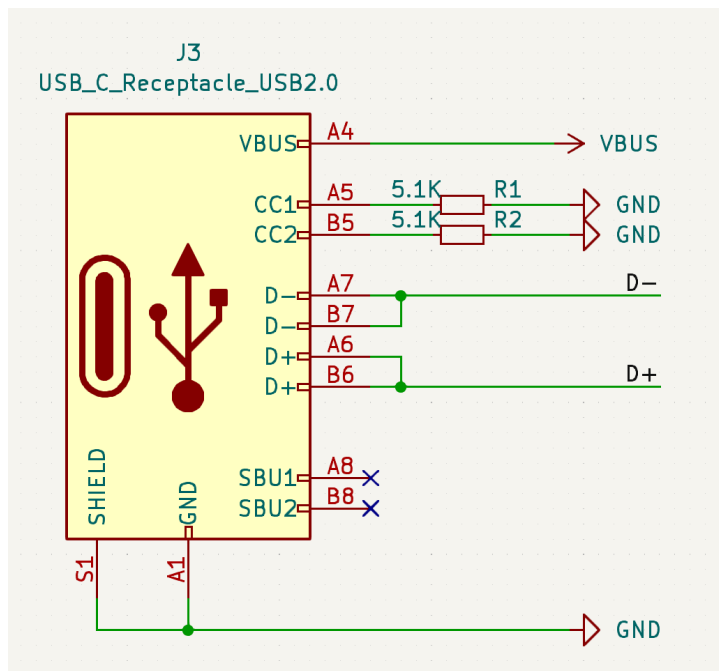 J3
USB_C_Receptacle_USB2.0
VBUS A4 VBUS
CC1 A5 5.1K R1 GND
CC2 B5 5.1K R2 GND
D- A7 D-
D- B7
D+ A6
D+ B6 D+
SBU1 A8
SBU2 B8
SHIELD
GND
S1
A1
GND